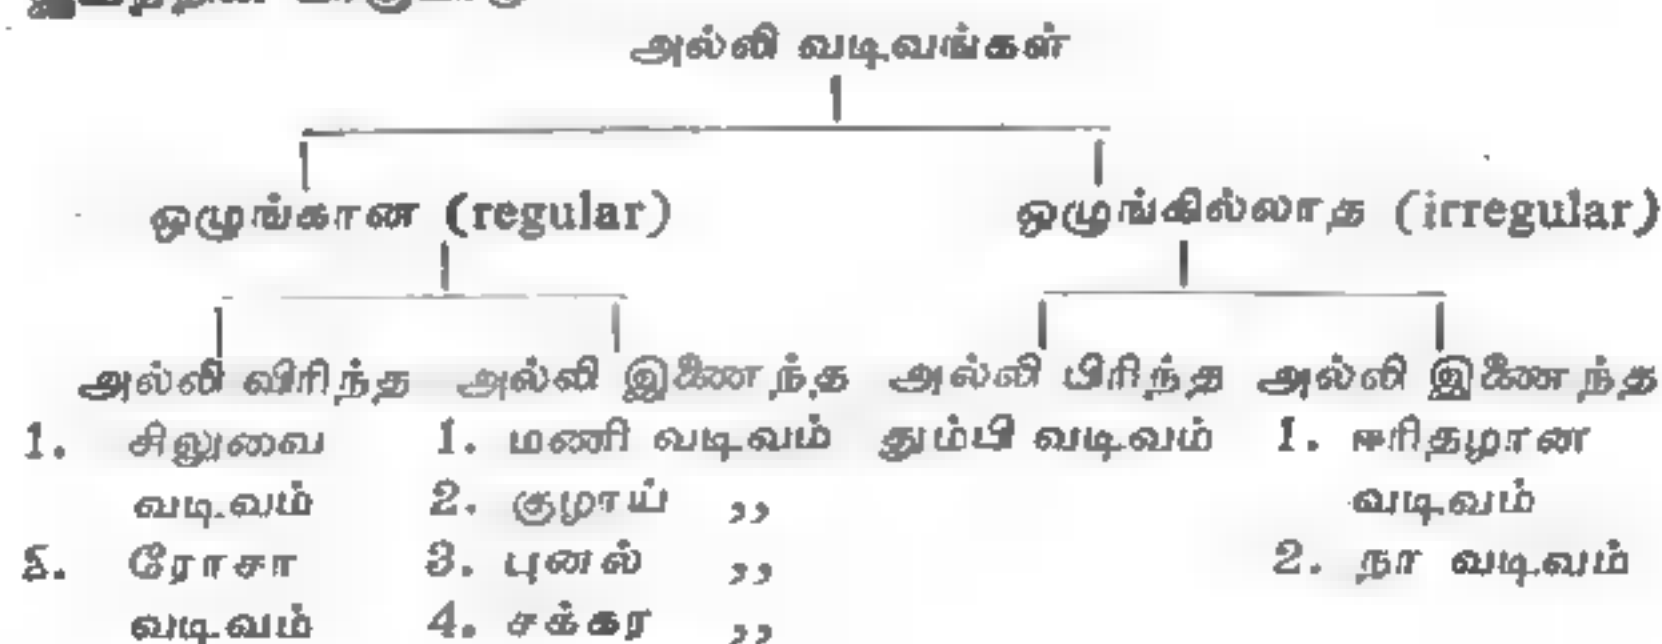 அல்லி வடிவங்கள்
ஒழுங்கான (regular) ஒழுங்கில்லாத (irregular)
அல்லி விரிந்த அல்லி இணைந்த அல்லி பிரிந்த அல்லி இணைந்த
1. சிலுவை 1. மணி வடிவம் தும்பி வடிவம் 1. ஈரிதழான
வடிவம் 2. குழாய் ,, வடிவம்
5. ரோசா 3. புனல் ,, 2. நா வடிவம்
வடிவம் 4. சக்கர ,,